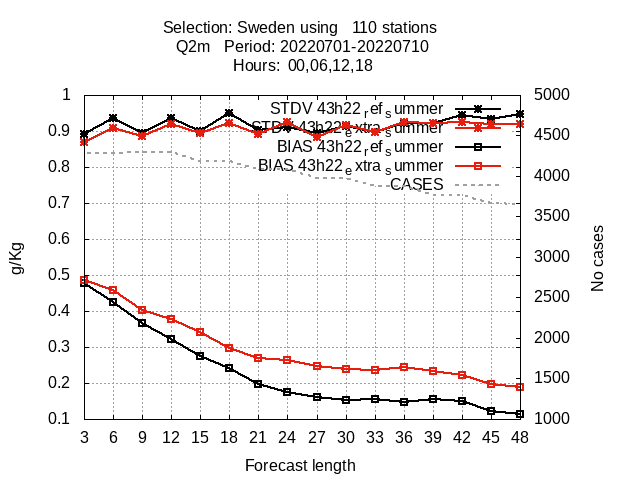 Selection: Sweden using   110 stations
Q2m   Period: 20220701-20220710
Hours:  00,06,12,18
STDV 43h22_ref_summer
STDV 43h22_extra_summer
BIAS 43h22_ref_summer
BIAS 43h22_extra_summer
CASES
g/Kg
1
0.9
0.8
0.7
0.6
0.5
0.4
0.3
0.2
0.1
No cases
5000
4500
4000
3500
3000
2500
2000
1500
1000
3 6 9 12 15 18 21 24 27 30 33 36 39 42 45 48
Forecast length